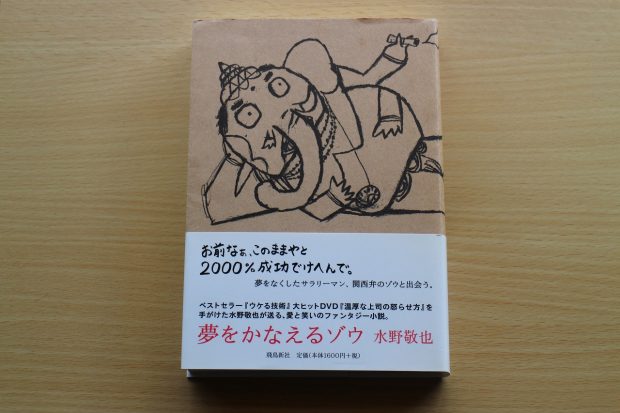 お前なぁ、このままやと
2000%成功でけへんで。
夢をなくしたサラリーマン、関西弁のゾウと出会う。
ベストセラー『ウケる技術』大ヒットDVD『温厚な上司の怒らせ方』を
手がけた水野敬也が送る、愛と笑いのファンタジー小説。
夢をかなえるゾウ 水野敬也
飛鳥新社 定価(本体1600円+税)